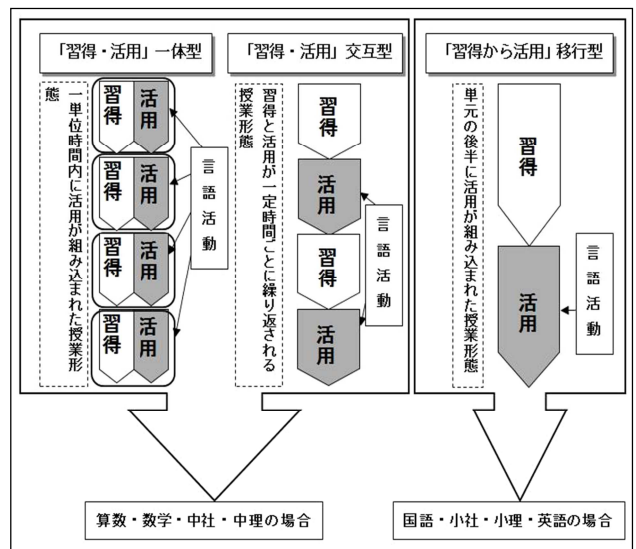 「習得・活用」一体型
一単位時間内に活用が組み込まれた授業形
態
習得
活用
習得
活用
習得
活用
習得
活用
言語活動
「習得・活用」交互型
習得と活用が一定時間ごとに繰り返される
授業形態
習得
活用
習得
活用
言語活動
「習得から活用」移行型
単元の後半に活用が組み込まれた授業形態
習得
活用
言語活動
算数・数学・中社・中理の場合
国語・小社・小理・英語の場合